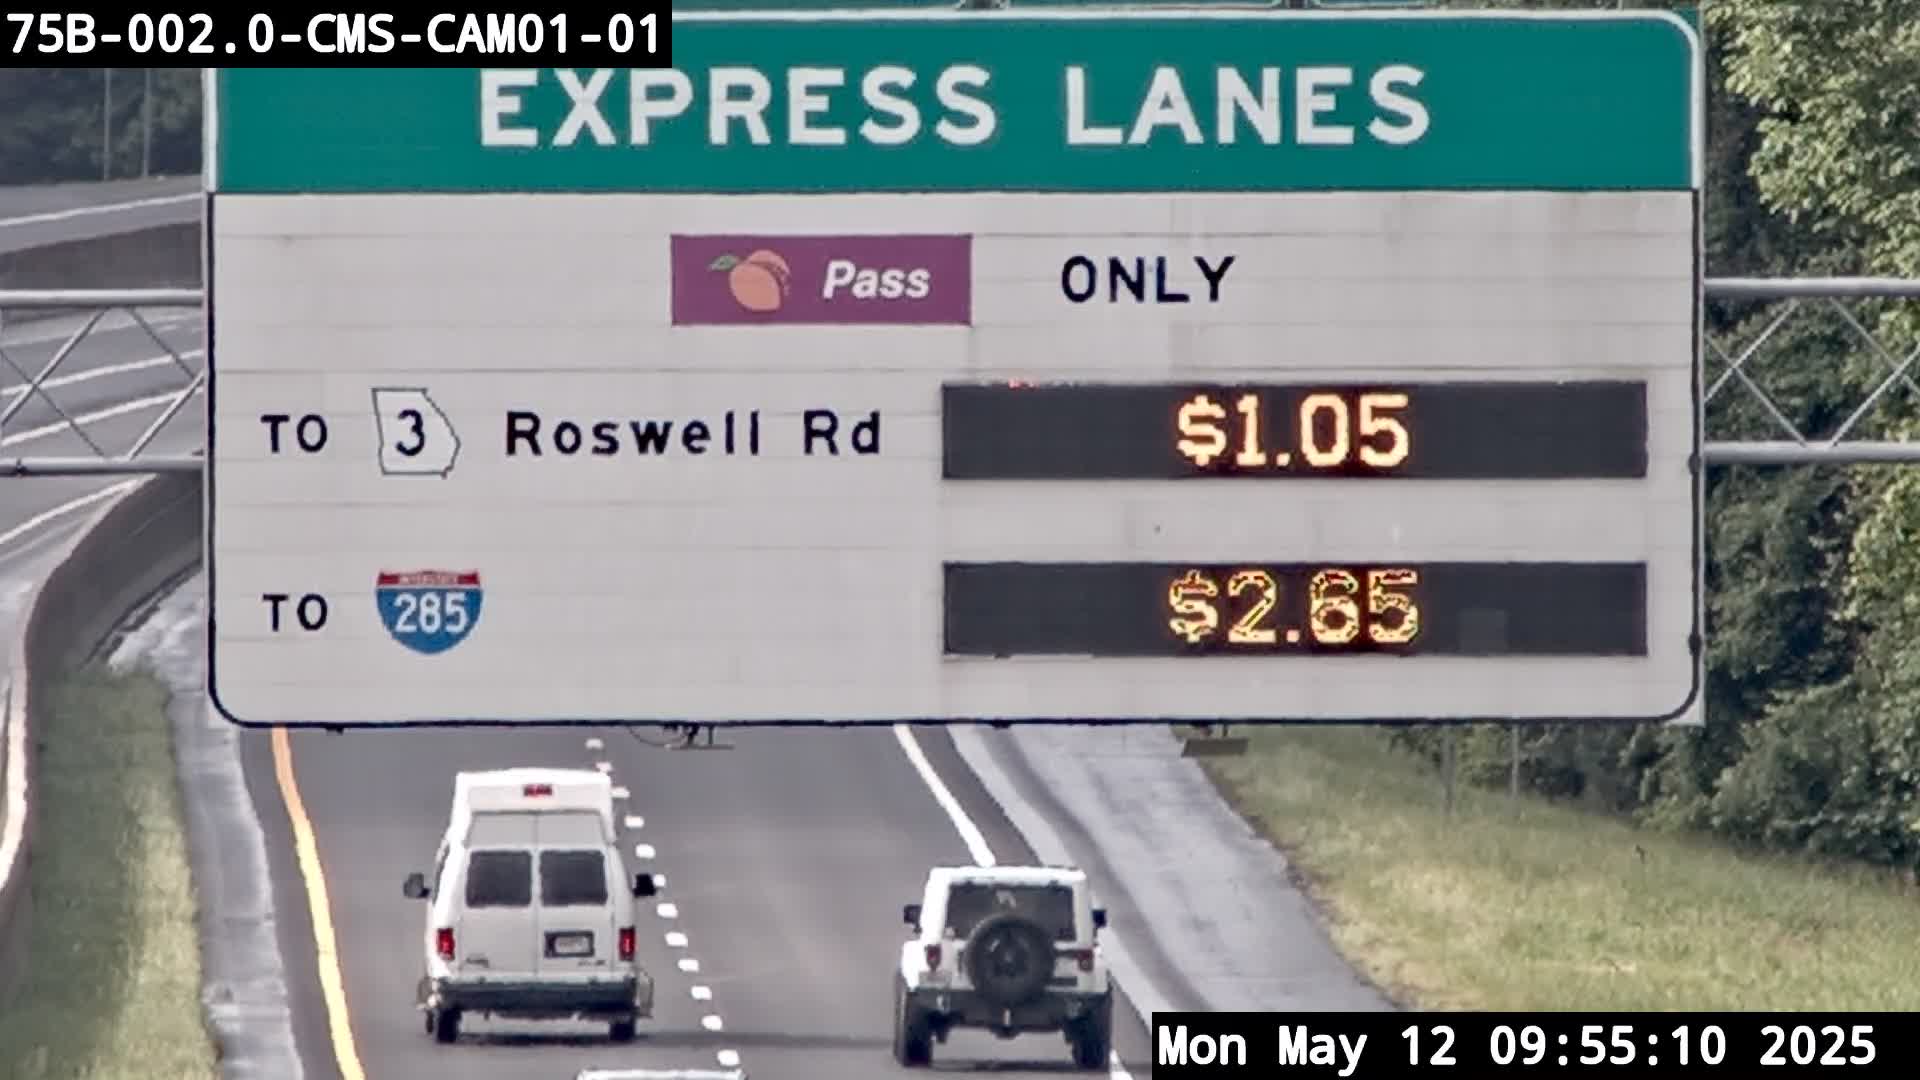 75B-002.0-CMS-CAM01-01
EXPRESS LANES
Pass ONLY
TO 3 Roswell Rd $1.05
TO INTERSTATE 285 $2.65
Mon May 12 09:55:10 2025